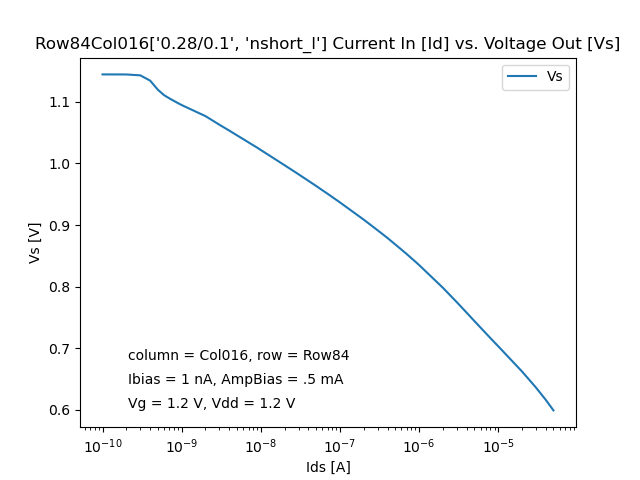 Row84Col016['0.28/0.1', 'nshort_l'] Current In [Id] vs. Voltage Out [Vs]
Vs
1.1
1.0
0.9
0.8
0.7
0.6
Vs [V]
column = Col016, row = Row84
Ibias = 1 nA, AmpBias = .5 mA
Vg = 1.2 V, Vdd = 1.2 V
10⁻¹⁰ 10⁻⁹ 10⁻⁸ 10⁻⁷ 10⁻⁶ 10⁻⁵
Ids [A]